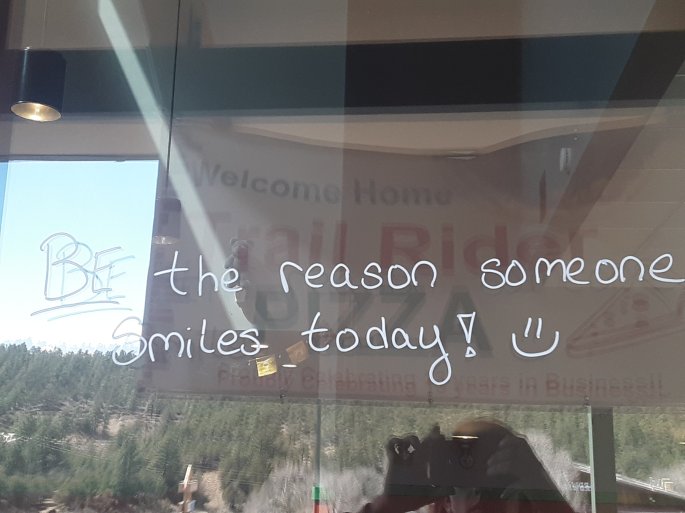 Welcome Home
Trail Rider
PIZZA
BE the reason someone
Smiles today!
Proudly Celebrating years in Business!!